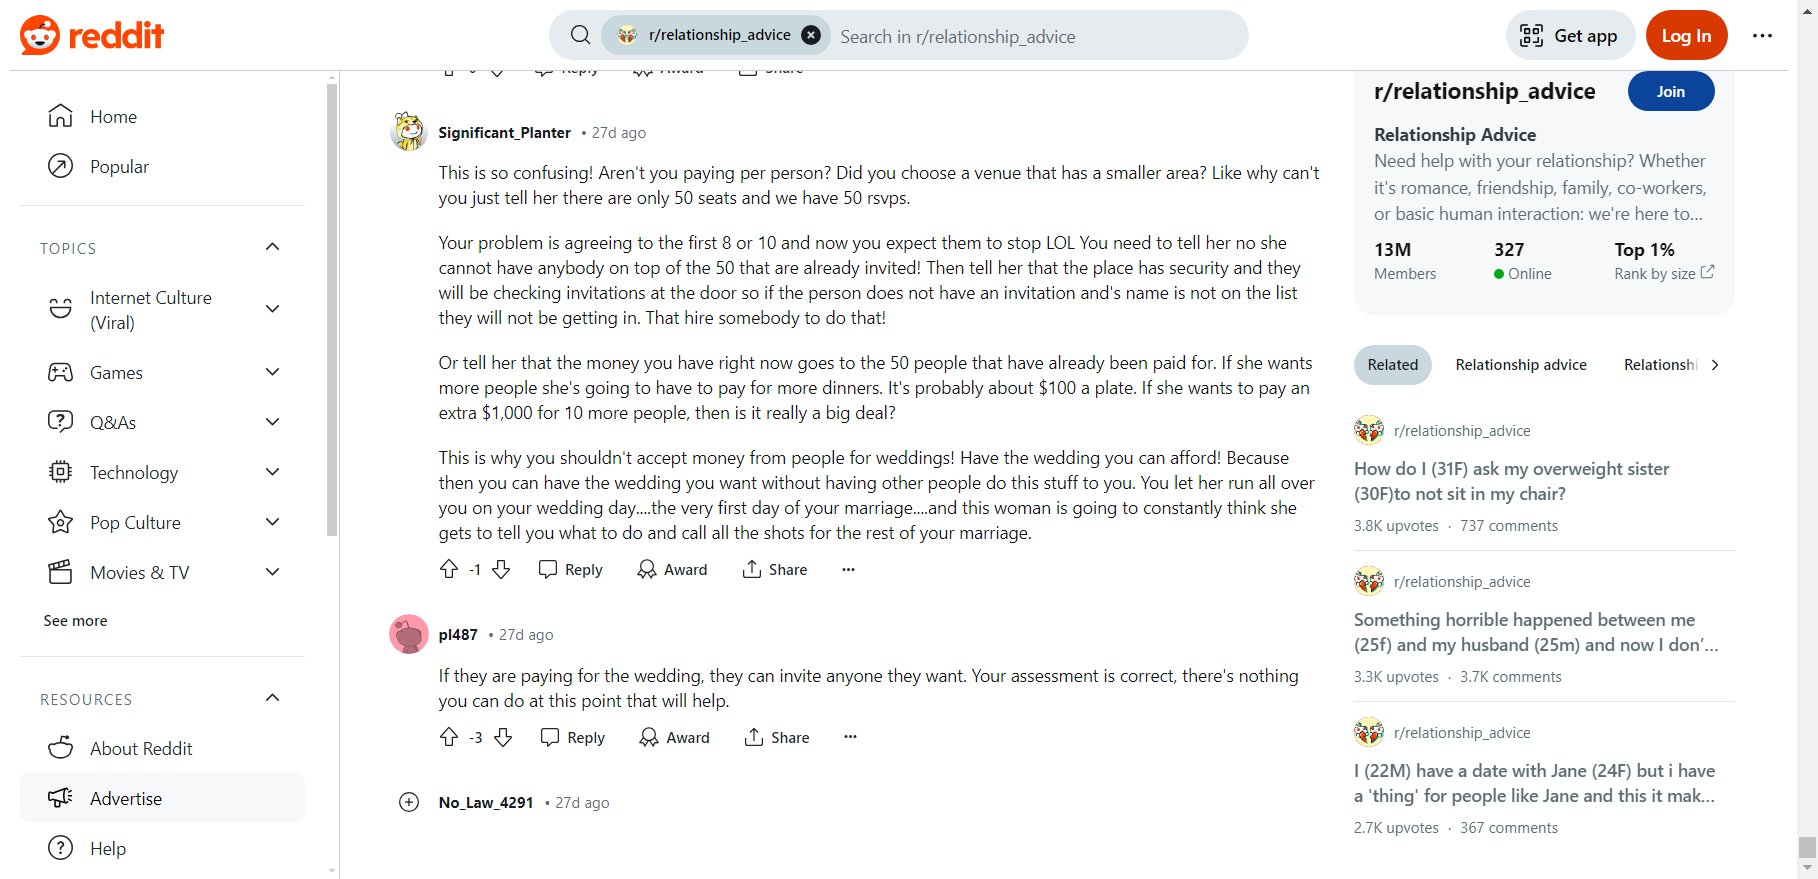 reddit
r/relationship_advice
Search in r/relationship_advice
Get app
Log In
Home
Popular
TOPICS
Internet Culture
(Viral)
Games
Q&As
Technology
Pop Culture
Movies & TV
See more
RESOURCES
About Reddit
Advertise
Help
Reply
Award
Share
Significant_Planter • 27d ago
This is so confusing! Aren't you paying per person? Did you choose a venue that has a smaller area? Like why can't
you just tell her there are only 50 seats and we have 50 rsvps.
Your problem is agreeing to the first 8 or 10 and now you expect them to stop LOL You need to tell her no she
cannot have anybody on top of the 50 that are already invited! Then tell her that the place has security and they
will be checking invitations at the door so if the person does not have an invitation and's name is not on the list
they will not be getting in. That hire somebody to do that!
Or tell her that the money you have right now goes to the 50 people that have already been paid for. If she wants
more people she's going to have to pay for more dinners. It's probably about $100 a plate. If she wants to pay an
extra $1,000 for 10 more people, then is it really a big deal?
This is why you shouldn't accept money from people for weddings! Have the wedding you can afford! Because
then you can have the wedding you want without having other people do this stuff to you. You let her run all over
you on your wedding day....the very first day of your marriage....and this woman is going to constantly think she
gets to tell you what to do and call all the shots for the rest of your marriage.
-1 Reply Award Share
pl487 • 27d ago
If they are paying for the wedding, they can invite anyone they want. Your assessment is correct, there's nothing
you can do at this point that will help.
-3 Reply Award Share
No_Law_4291 • 27d ago
r/relationship_advice
Join
Relationship Advice
Need help with your relationship? Whether
it's romance, friendship, family, co-workers,
or basic human interaction: we're here to...
13M 327 Top 1%
Members Online Rank by size
Related Relationship advice Relationshi
r/relationship_advice
How do I (31F) ask my overweight sister
(30F)to not sit in my chair?
3.8K upvotes · 737 comments
r/relationship_advice
Something horrible happened between me
(25f) and my husband (25m) and now I don’...
3.3K upvotes · 3.7K comments
r/relationship_advice
I (22M) have a date with Jane (24F) but i have
a 'thing' for people like Jane and this it mak...
2.7K upvotes · 367 comments